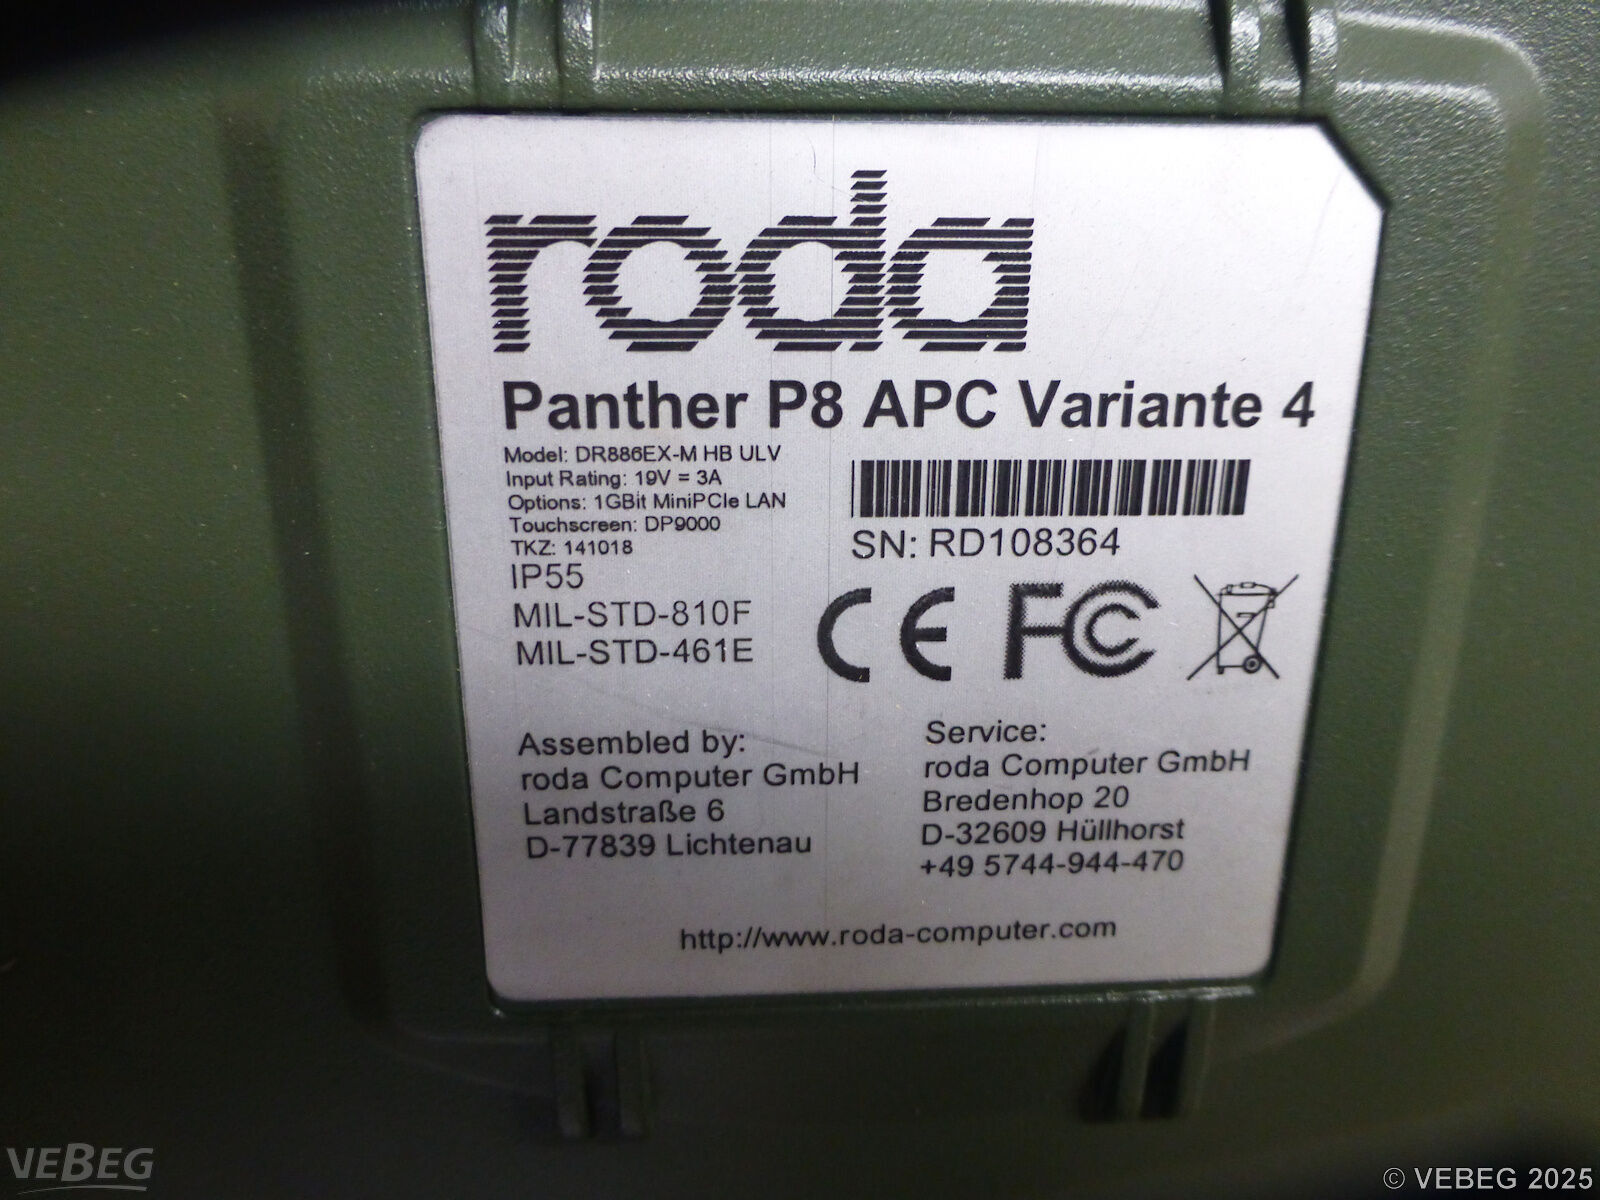 roda
Panther P8 APC Variante 4
Model: DR886EX-M HB ULV
Input Rating: 19V = 3A
Options: 1GBit MiniPCIe LAN
Touchscreen: DP9000
TKZ: 141018
IP55
MIL-STD-810F
MIL-STD-461E
SN: RD108364
CE FC
Assembled by:
roda Computer GmbH
Landstraße 6
D-77839 Lichtenau
Service:
roda Computer GmbH
Bredenhop 20
D-32609 Hüllhorst
+49 5744-944-470
http://www.roda-computer.com
VEBEG
© VEBEG 2025